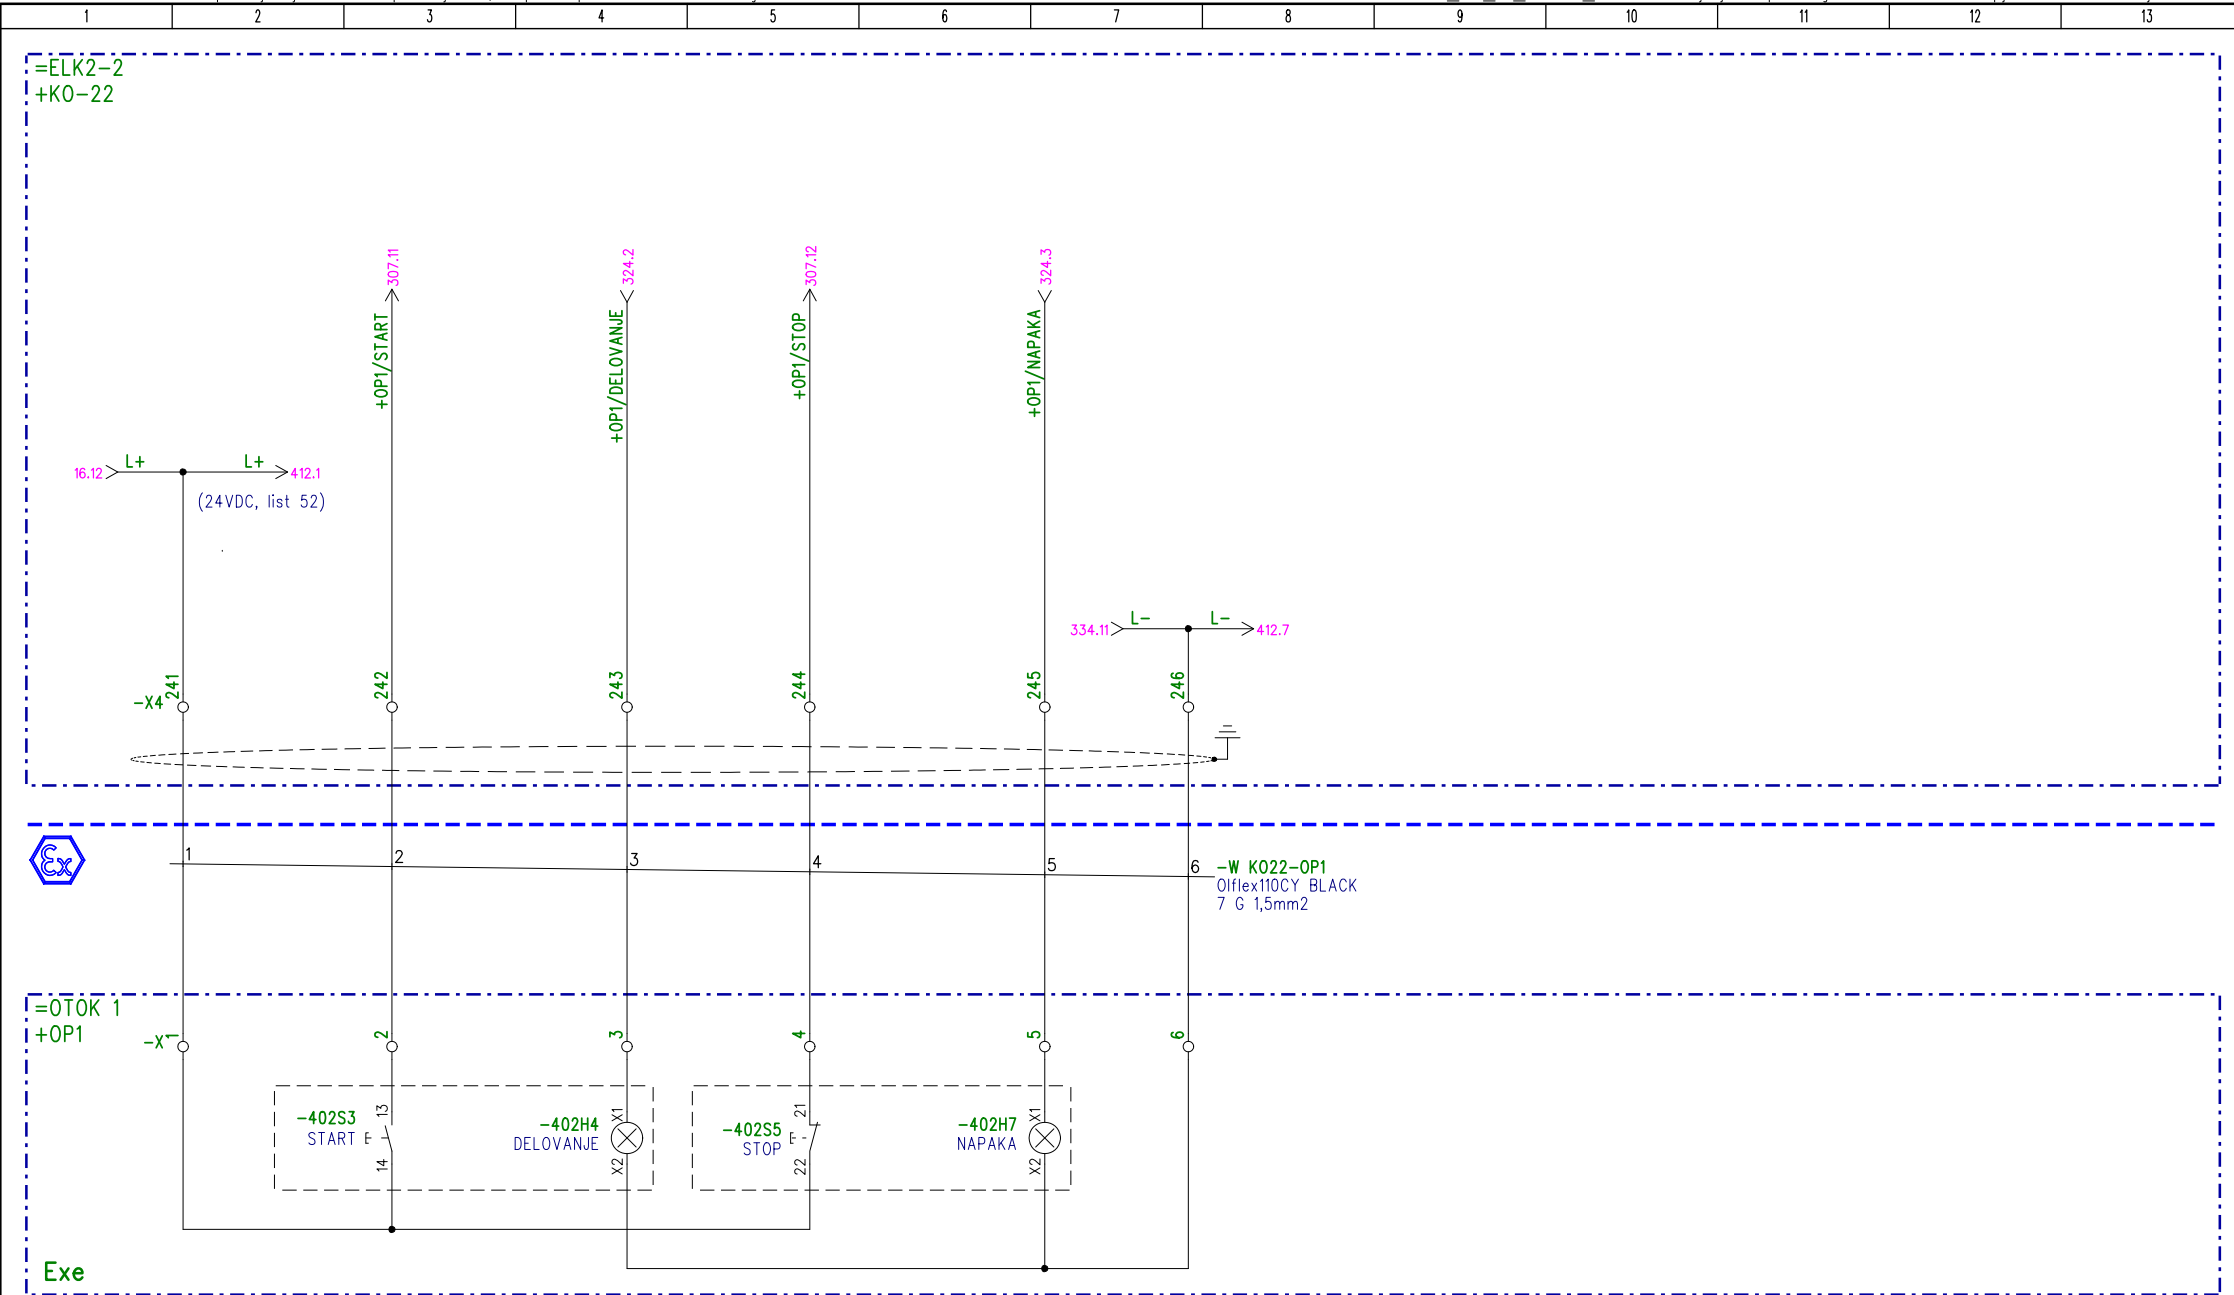 1 2 3 4 5 6 7 8 9 10 11 12 13
=ELK2-2
+KO-22
307.11
324.2
307.12
324.3
+OP1/START
+OP1/DELOVANJE
+OP1/STOP
+OP1/NAPAKA
16.12 L+ L+ 412.1
(24VDC, list 52)
334.11 L- L- 412.7
-X4 241 242 243 244 245 246
Ex
1 2 3 4 5 6
-W KO22-OP1
Olflex110CY BLACK
7 G 1,5mm2
=OTOK 1
+OP1
-X 1 2 3 4 5 6
-402S3
START
13
14
-402H4
DELOVANJE
X1
X2
-402S5
STOP
21
22
-402H7
NAPAKA
X1
X2
Exe